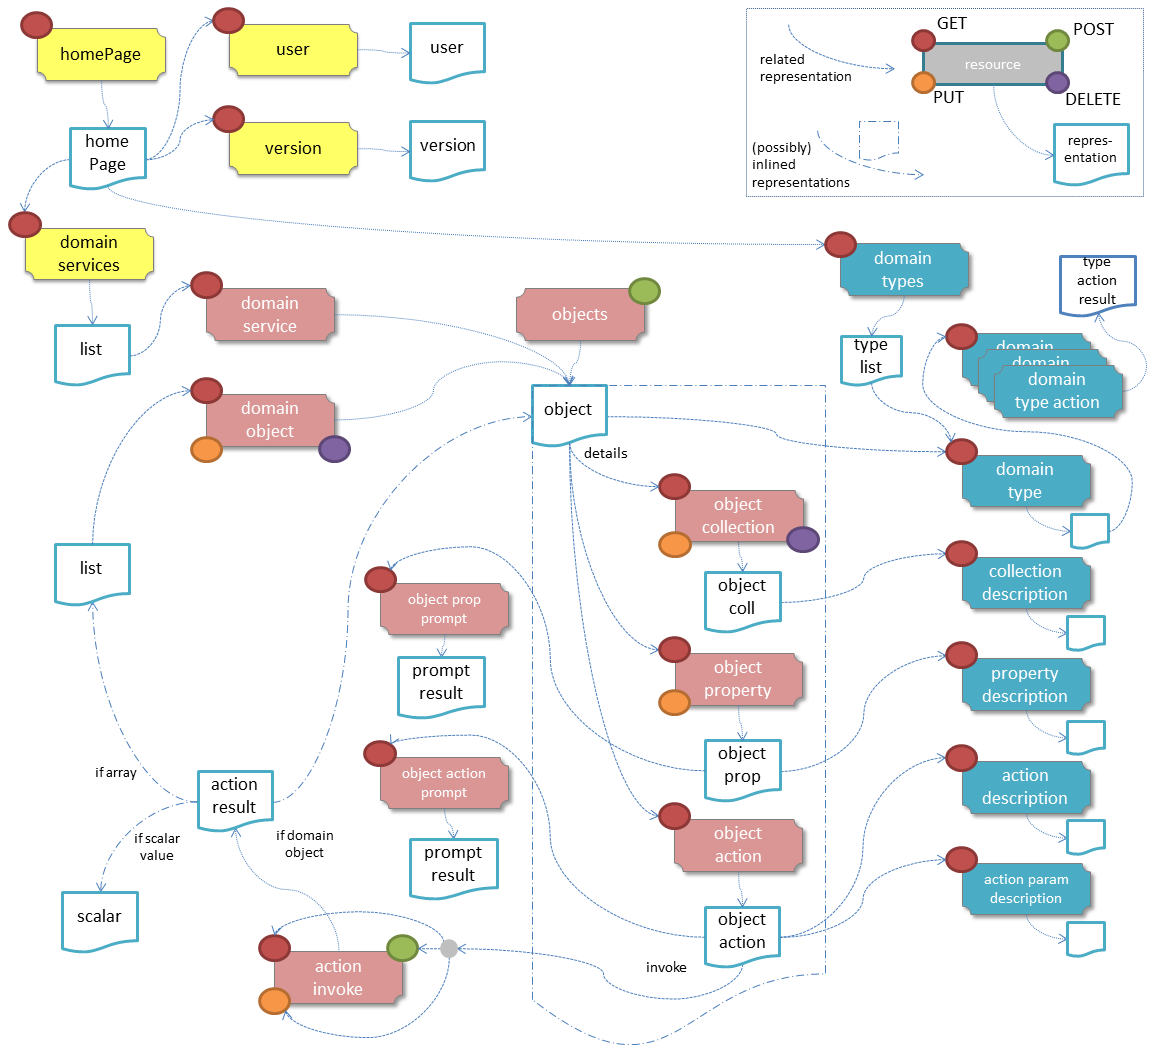 homePage
user
user
GET
POST
related
representation
resource
PUT
DELETE
home
Page
version
version
(possibly)
inlined
representations
repres-
entation
domain
services
domain
types
type
action
result
list
domain
service
objects
type
list
domain
domain
domain
type action
domain
object
object
details
domain
type
object
collection
list
object prop
prompt
object
coll
collection
description
prompt
result
object
property
property
description
if array
action
result
object action
prompt
object
prop
action
description
if scalar
value
if domain
object
prompt
result
object
action
action param
description
scalar
object
action
action
invoke
invoke